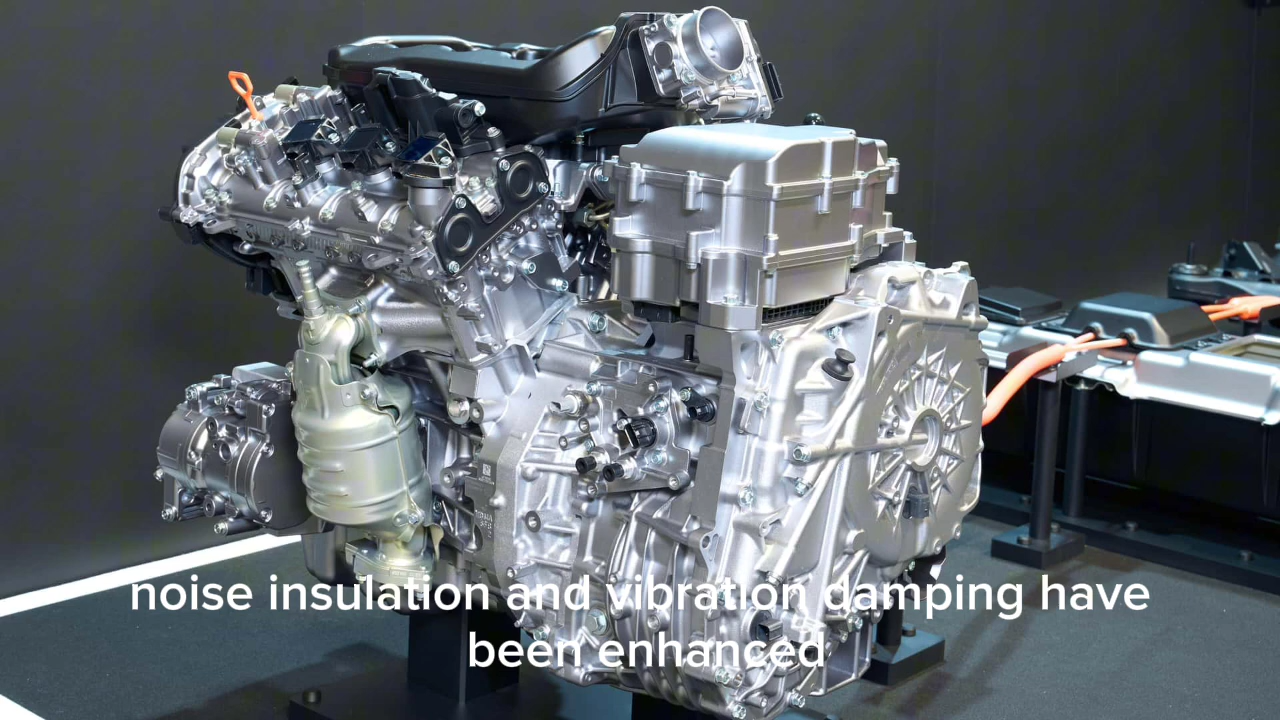 noise insulation and vibration damping have
been enhanced